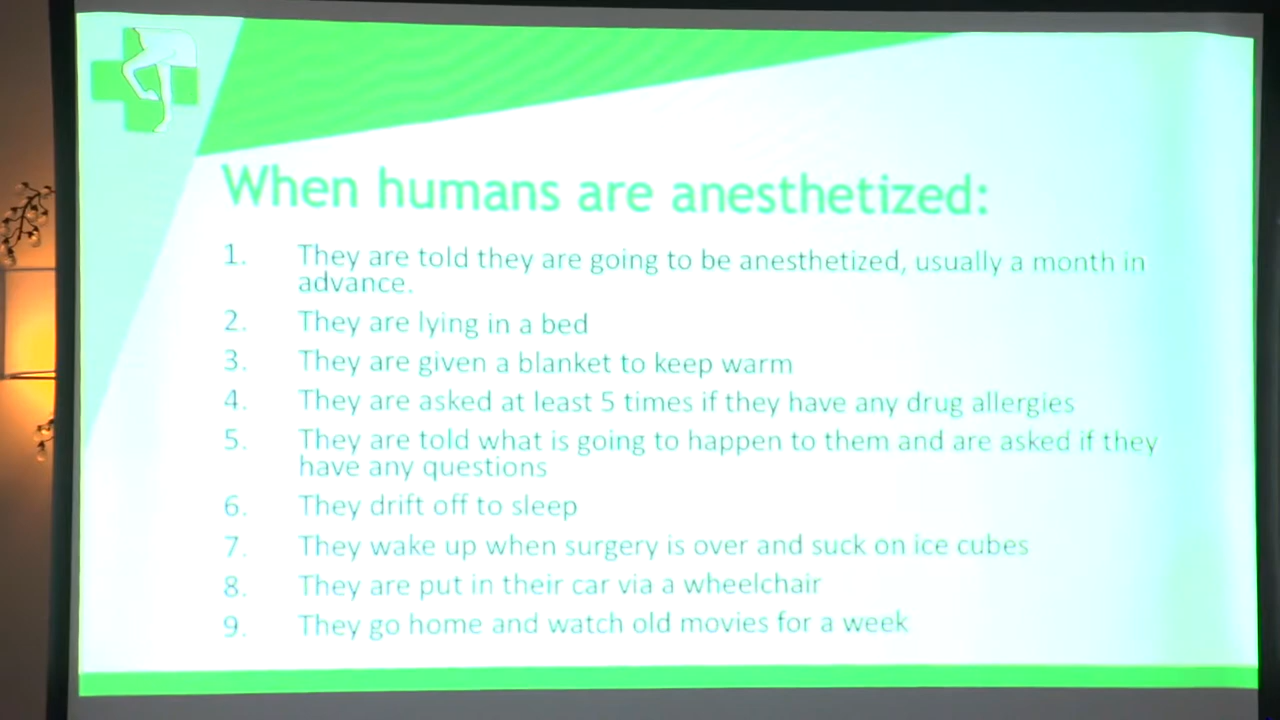 When humans are anesthetized:
1. They are told they are going to be anesthetized, usually a month in
advance.
2. They are lying in a bed
3. They are given a blanket to keep warm
4. They are asked at least 5 times if they have any drug allergies
5. They are told what is going to happen to them and are asked if they
have any questions
6. They drift off to sleep
7. They wake up when surgery is over and suck on ice cubes
8. They are put in their car via a wheelchair
9. They go home and watch old movies for a week